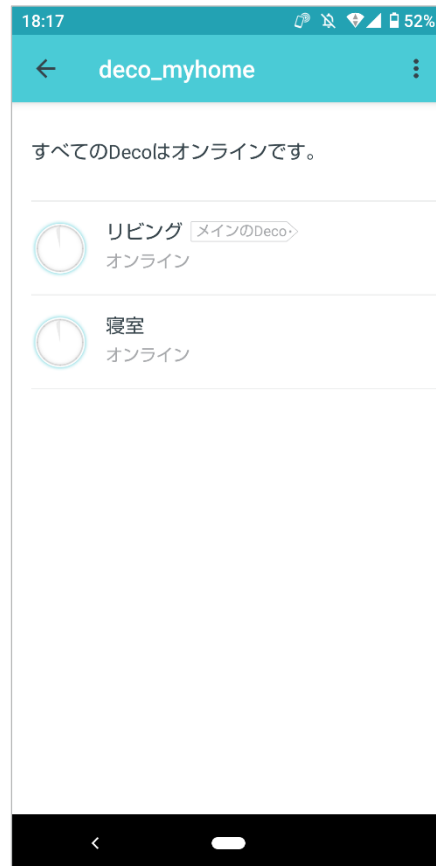 18:17
52%
deco_myhome
すべてのDecoはオンラインです。
リビング メインのDeco
オンライン
寝室
オンライン